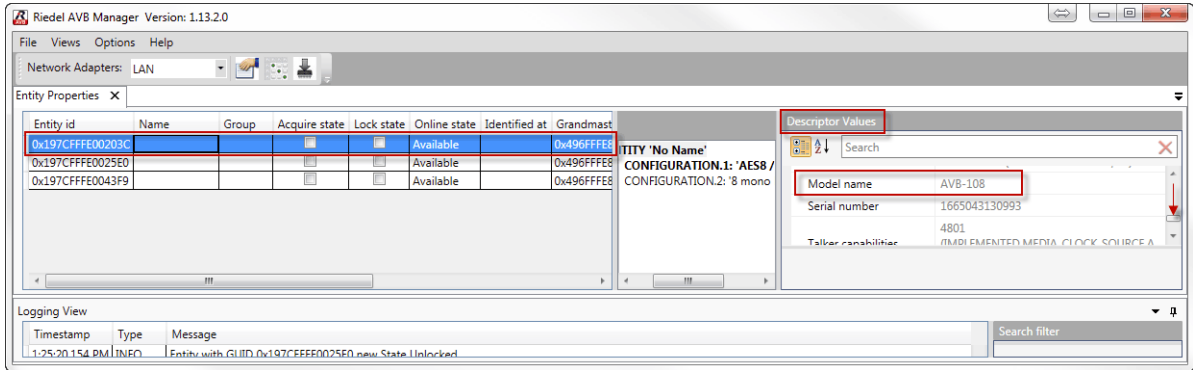 Riedel AVB Manager Version: 1.13.2.0
File Views Options Help
Network Adapters: LAN
Entity Properties X
Entity id Name Group Acquire state Lock state Online state Identified at Grandmast
0x197CFFFE00203C Available 0x496FFFE8
0x197CFFFE0025E0 Available 0x496FFFE8
0x197CFFFE0043F9 Available 0x496FFFE8
TITY 'No Name'
CONFIGURATION.1: 'AES8 /
CONFIGURATION.2: '8 mono
Descriptor Values
Search
Model name AVB-108
Serial number 1665043130993
4801
Talker capabilities (IMPLEMENTED MEDIA_CLOCK_SOURCE A
Logging View
Timestamp Type Message
Search filter
1:25:20.154 PM INFO Entity with GUID 0x197CFFFE0025E0 new State Unlocked